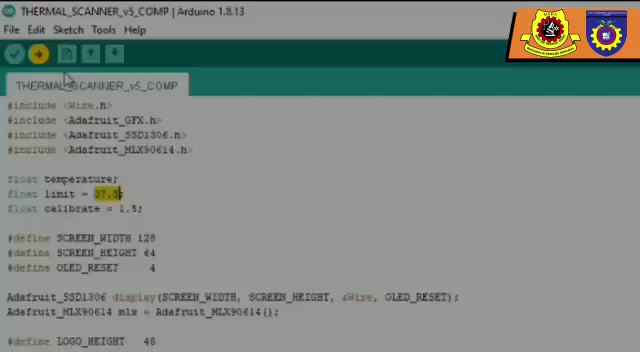 THERMAL_SCANNER_v5_COMP | Arduino 1.8.13
File Edit Sketch Tools Help
THERMAL_SCANNER_v5_COMP
#include <Wire.h>
#include <Adafruit_GFX.h>
#include <Adafruit_SSD1306.h>
#include <Adafruit_MLX90614.h>
float temperature;
float limit = 37.5;
float calibrate = 1.5;
#define SCREEN_WIDTH 128
#define SCREEN_HEIGHT 64
#define OLED_RESET 4
Adafruit_SSD1306 display(SCREEN_WIDTH, SCREEN_HEIGHT, &Wire, OLED_RESET);
Adafruit_MLX90614 mlx = Adafruit_MLX90614();
#define LOGO_HEIGHT 48